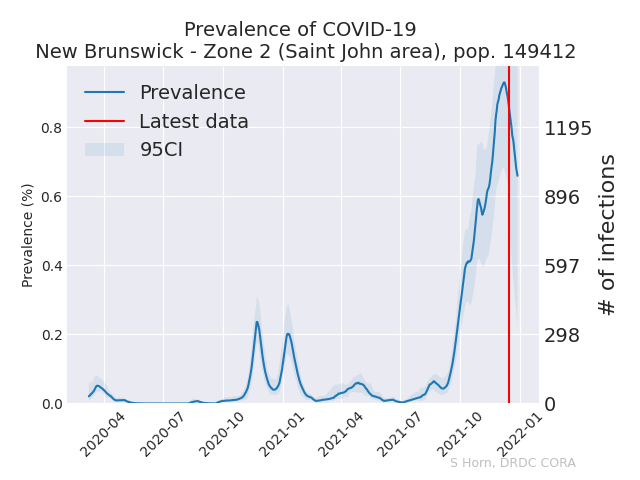 Prevalence of COVID-19
New Brunswick - Zone 2 (Saint John area), pop. 149412
Prevalence
Latest data
95CI
Prevalence (%)
0.8
0.6
0.4
0.2
0.0
1195
896
597
298
0
# of infections
2020-04
2020-07
2020-10
2021-01
2021-04
2021-07
2021-10
2022-01
S Horn, DRDC CORA